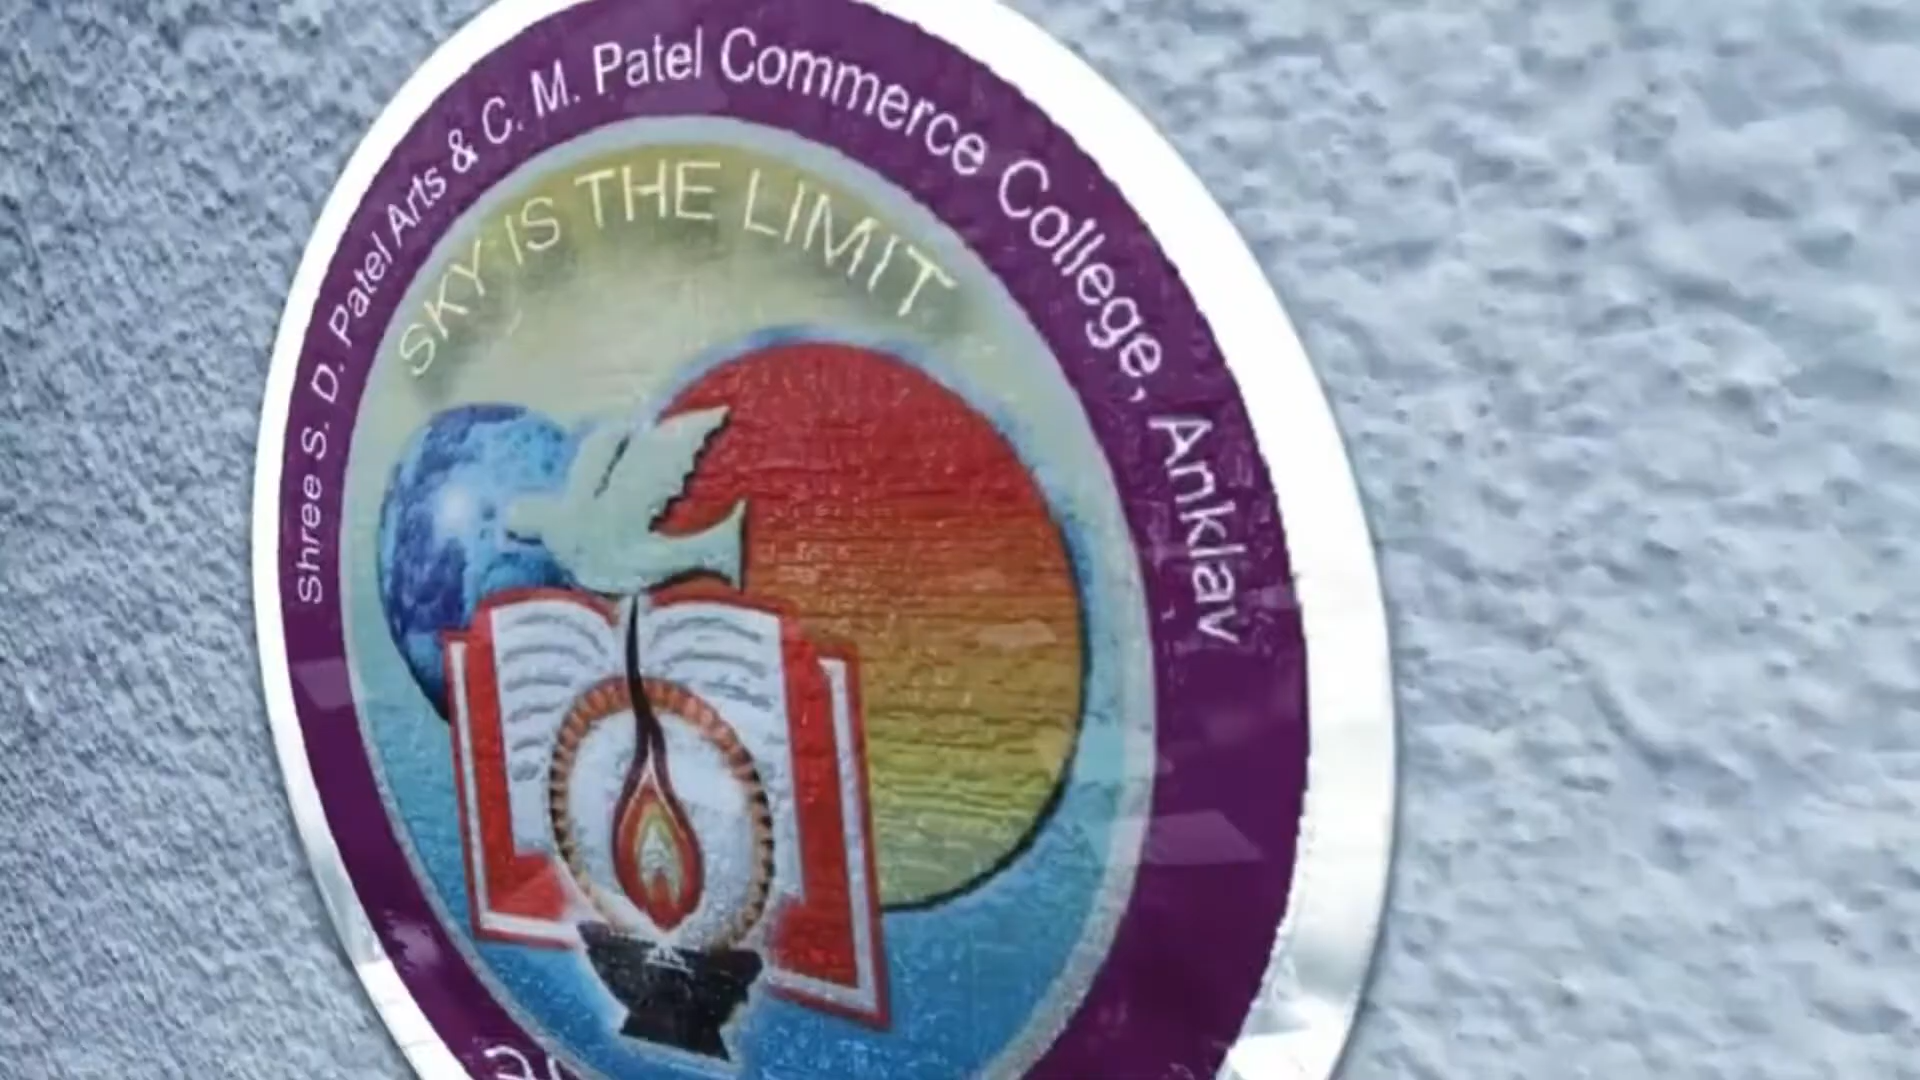 Shree S. D. Patel Arts & C. M. Patel Commerce College, Anklav
SKY IS THE LIMIT